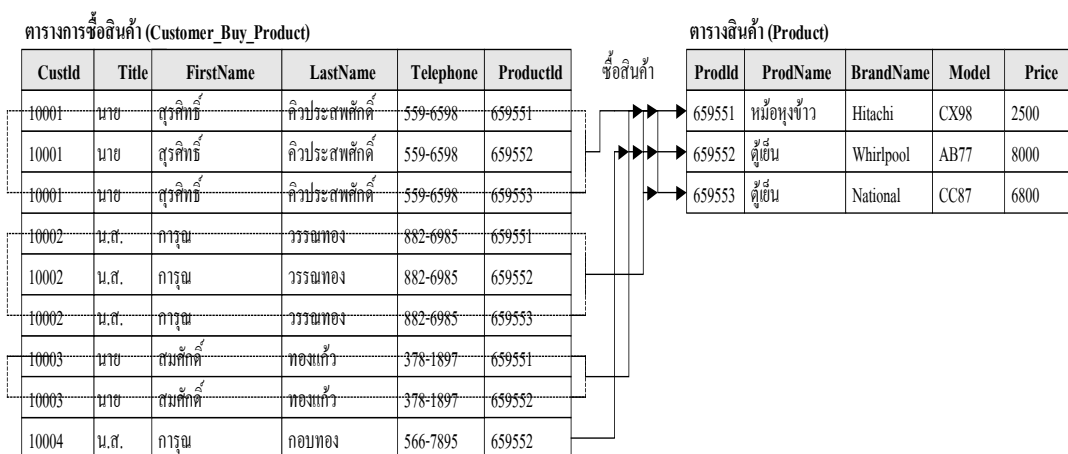 ตารางการซื้อสินค้า (Customer_Buy_Product)
CustId Title FirstName LastName Telephone ProductId
10001 นาย สุรศิทธิ์ คิวประสพศักดิ์ 559-6598 659551
10001 นาย สุรศิทธิ์ คิวประสพศักดิ์ 559-6598 659552
10001 นาย สุรศิทธิ์ คิวประสพศักดิ์ 559-6598 659553
10002 น.ส. การุณ วรรณทอง 882-6985 659551
10002 น.ส. การุณ วรรณทอง 882-6985 659552
10002 น.ส. การุณ วรรณทอง 882-6985 659553
10003 นาย สมศักดิ์ ทองแก้ว 378-1897 659551
10003 นาย สมศักดิ์ ทองแก้ว 378-1897 659552
10004 น.ส. การุณ กอบทอง 566-7895 659552
ซื้อสินค้า
ตารางสินค้า (Product)
ProdId ProdName BrandName Model Price
659551 หม้อหุงข้าว Hitachi CX98 2500
659552 ตู้เย็น Whirlpool AB77 8000
659553 ตู้เย็น National CC87 6800